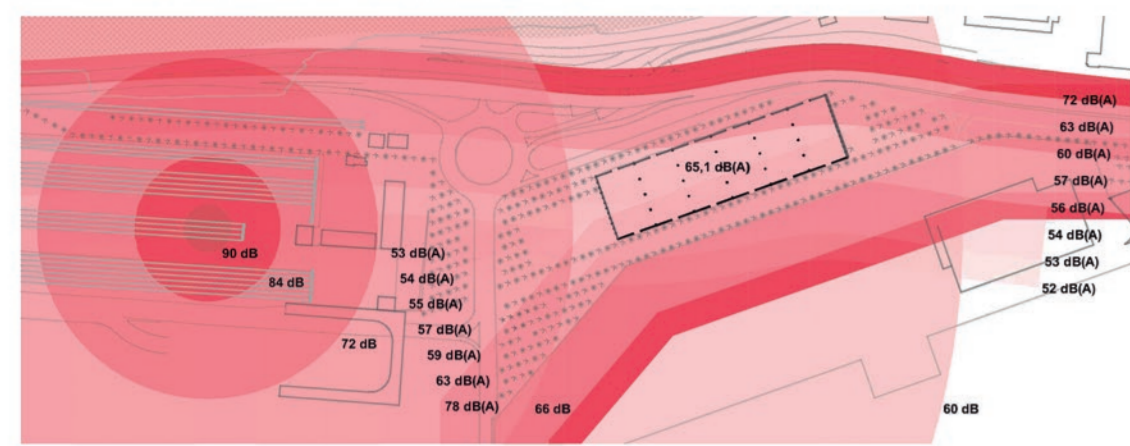 72 dB(A)
63 dB(A)
60 dB(A)
65,1 dB(A)
57 dB(A)
56 dB(A)
54 dB(A)
53 dB(A)
52 dB(A)
90 dB
84 dB
72 dB
53 dB(A)
54 dB(A)
55 dB(A)
57 dB(A)
59 dB(A)
63 dB(A)
78 dB(A)
66 dB
60 dB